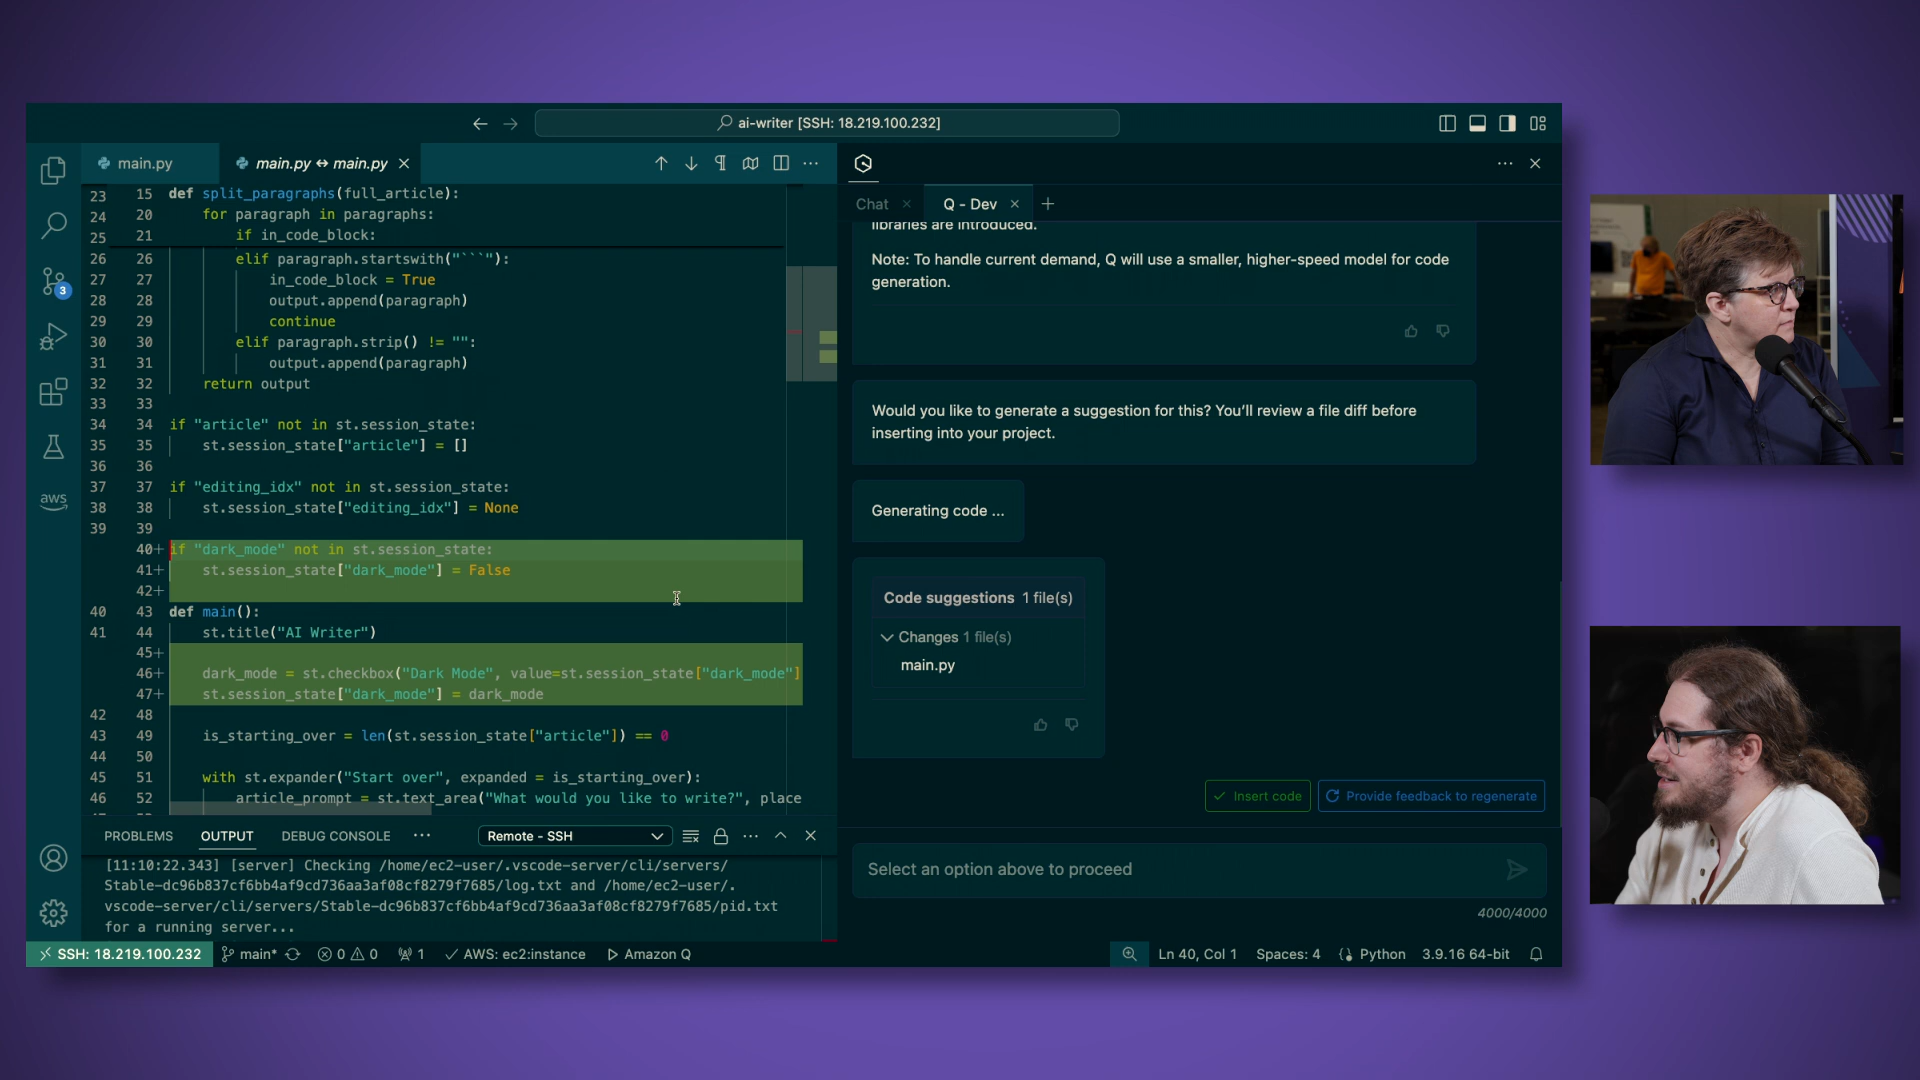 ai-writer [SSH: 18.219.100.232]
main.py
main.py ↔ main.py
23 15 def split_paragraphs(full_article):
24 20 for paragraph in paragraphs:
25 21 if in_code_block:
26 26 elif paragraph.startswith("```"):
27 27 in_code_block = True
28 28 output.append(paragraph)
29 29 continue
30 30 elif paragraph.strip() != "":
31 31 output.append(paragraph)
32 32 return output
33 33
34 34 if "article" not in st.session_state:
35 35 st.session_state["article"] = []
36 36
37 37 if "editing_idx" not in st.session_state:
38 38 st.session_state["editing_idx"] = None
39 39
40+ if "dark_mode" not in st.session_state:
41+ st.session_state["dark_mode"] = False
42+
40 43 def main():
41 44 st.title("AI Writer")
45+
46+ dark_mode = st.checkbox("Dark Mode", value=st.session_state["dark_mode"]
47+ st.session_state["dark_mode"] = dark_mode
42 48
43 49 is_starting_over = len(st.session_state["article"]) == 0
44 50
45 51 with st.expander("Start over", expanded = is_starting_over):
46 52 article_prompt = st.text_area("What would you like to write?", place
3
aws
PROBLEMS OUTPUT DEBUG CONSOLE ··· Remote - SSH
[11:10:22.343] [server] Checking /home/ec2-user/.vscode-server/cli/servers/
Stable-dc96b837cf6bb4af9cd736aa3af08cf8279f7685/log.txt and /home/ec2-user/.
vscode-server/cli/servers/Stable-dc96b837cf6bb4af9cd736aa3af08cf8279f7685/pid.txt
for a running server...
Chat
Q - Dev
libraries are introduced.
Note: To handle current demand, Q will use a smaller, higher-speed model for code
generation.
Would you like to generate a suggestion for this? You'll review a file diff before
inserting into your project.
Generating code ...
Code suggestions 1 file(s)
Changes 1 file(s)
main.py
Insert code
Provide feedback to regenerate
Select an option above to proceed
4000/4000
SSH: 18.219.100.232 main* 0 0 1 AWS: ec2:instance Amazon Q
Ln 40, Col 1 Spaces: 4 Python 3.9.16 64-bit